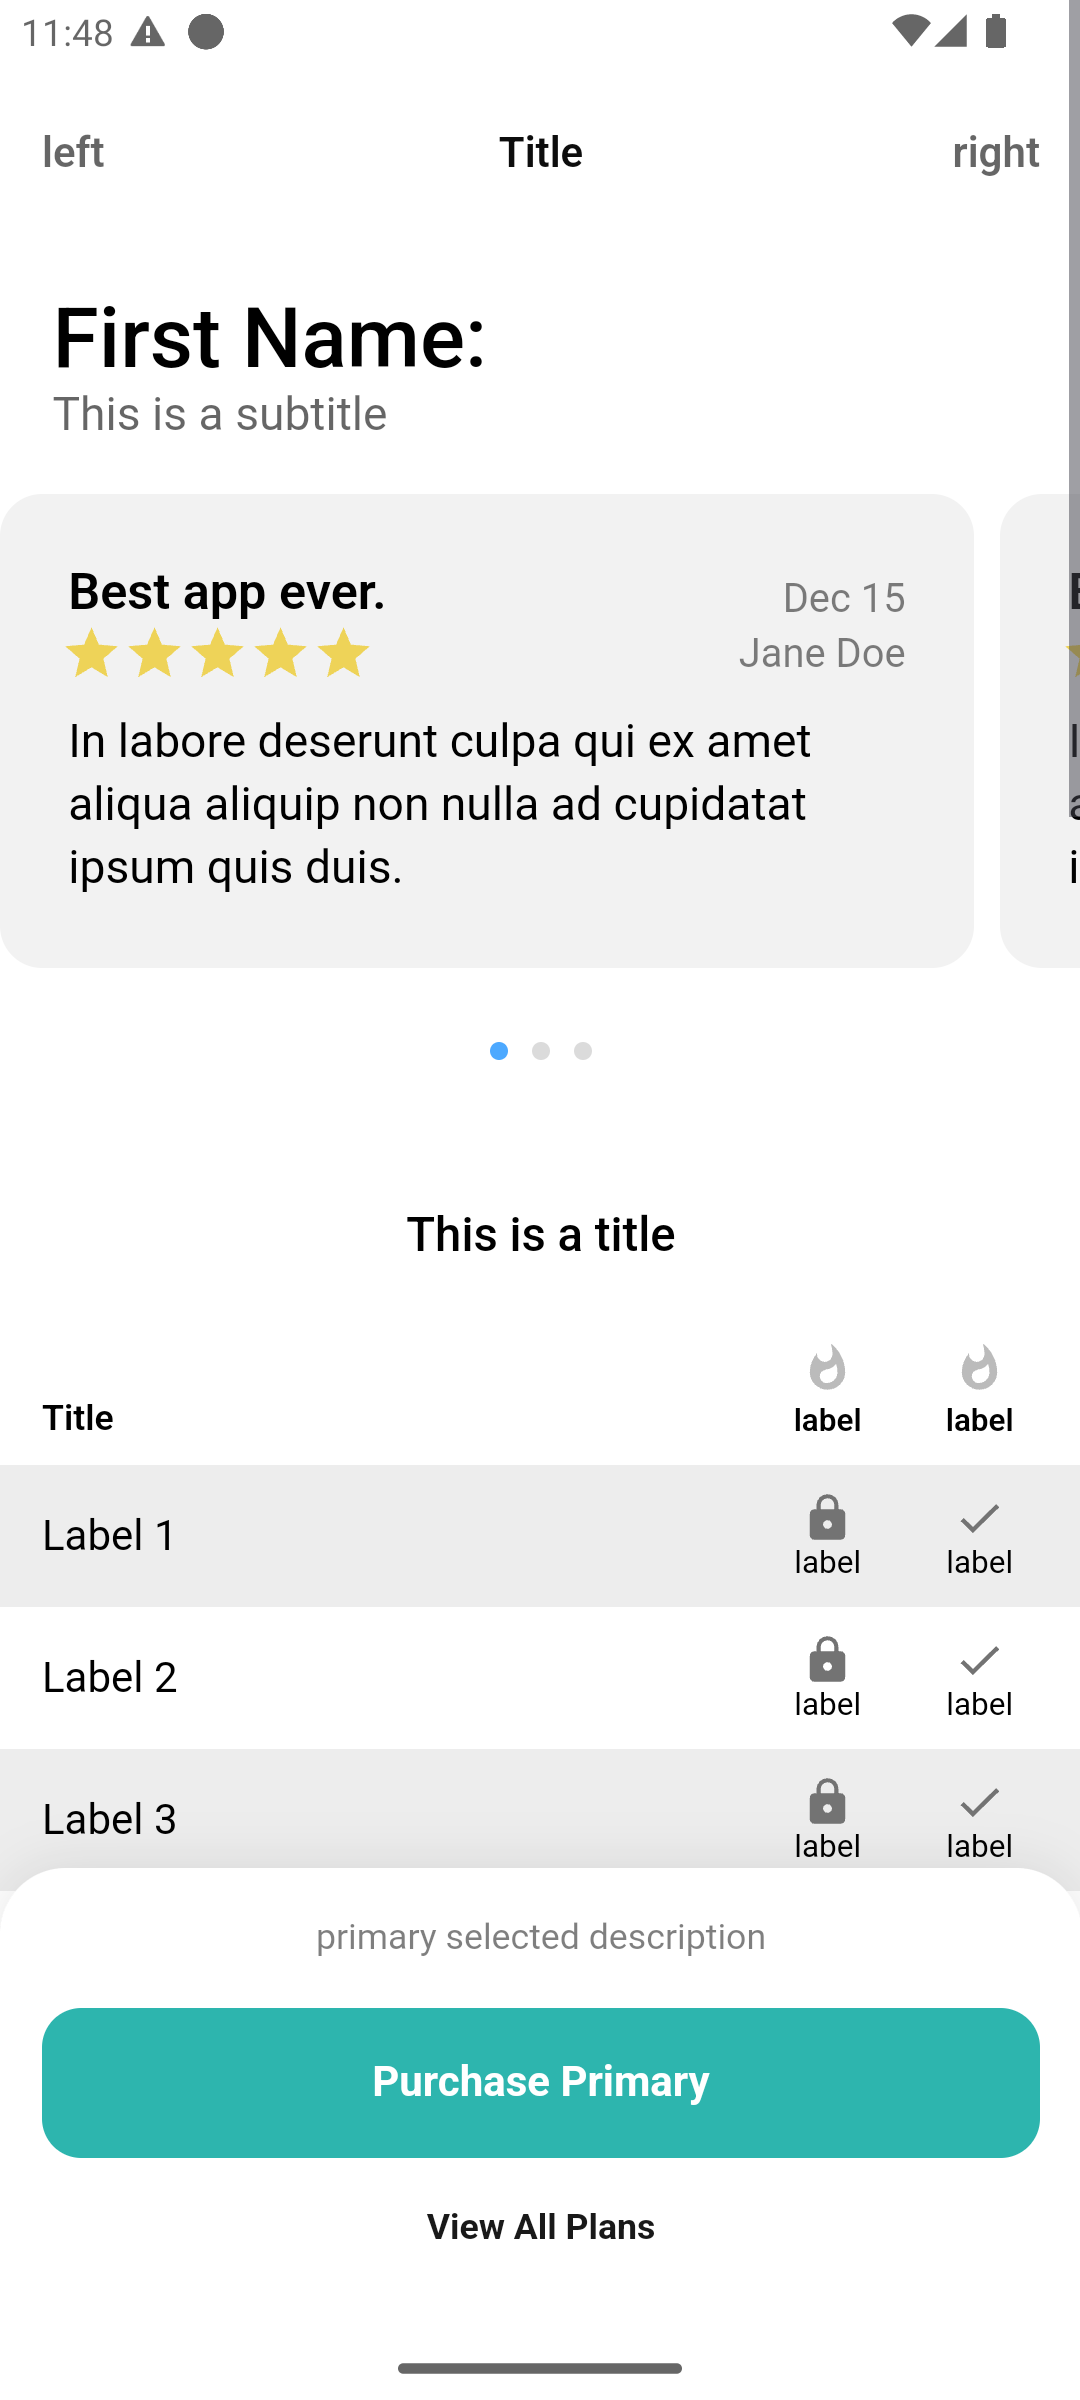 11:48
left Title right
First Name:
This is a subtitle
Best app ever. Dec 15
Jane Doe
In labore deserunt culpa qui ex amet
aliqua aliquip non nulla ad cupidatat
ipsum quis duis.
This is a title
Title label label
Label 1 label label
Label 2 label label
Label 3 label label
primary selected description
Purchase Primary
View All Plans